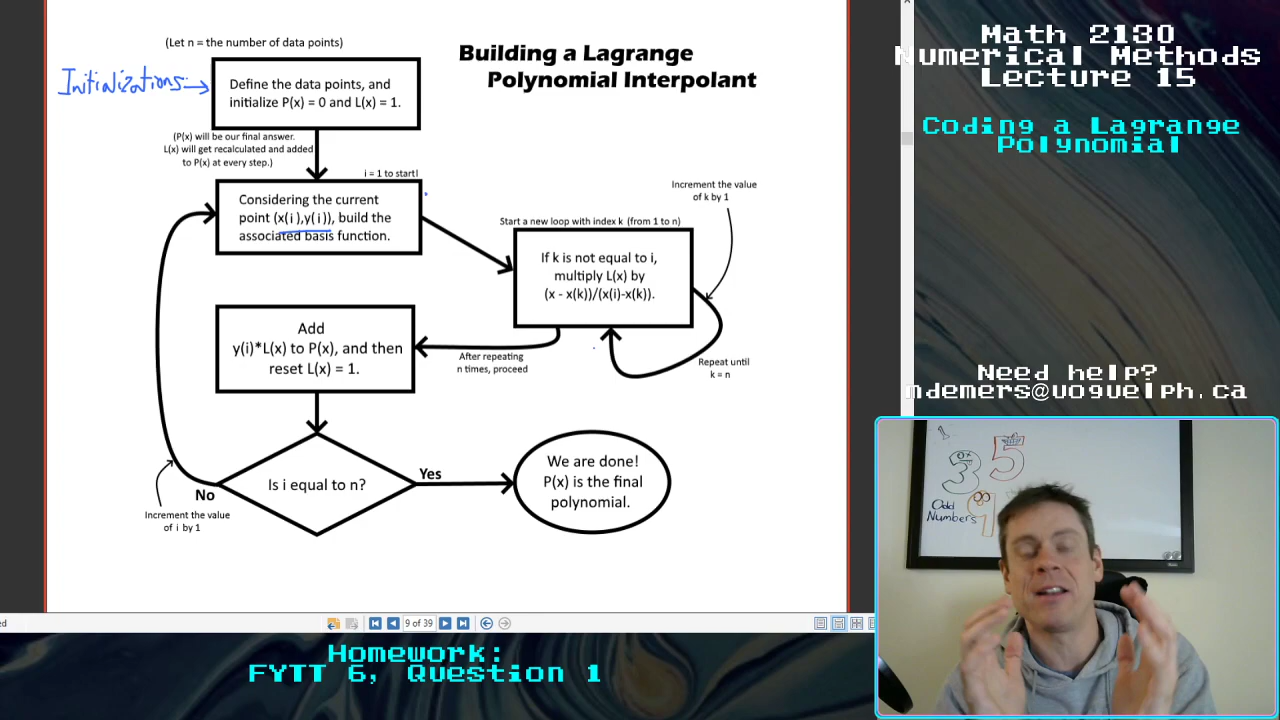 (Let n = the number of data points)
Building a Lagrange
Polynomial Interpolant
Initializations
Define the data points, and
initialize P(x) = 0 and L(x) = 1.
(P(x) will be our final answer.
L(x) will get recalculated and added
to P(x) at every step.)
i = 1 to start!
Considering the current
point (x(i),y(i)), build the
associated basis function.
Increment the value
of k by 1
Start a new loop with index k (from 1 to n)
If k is not equal to i,
multiply L(x) by
(x - x(k))/(x(i)-x(k)).
Repeat until
k = n
After repeating
n times, proceed
Add
y(i)*L(x) to P(x), and then
reset L(x) = 1.
Is i equal to n?
No
Yes
Increment the value
of i by 1
We are done!
P(x) is the final
polynomial.
9 of 39
Math 2130
Numerical Methods
Lecture 15
Coding a Lagrange
Polynomial
Need help?
ndemers@uoguelph.ca
3
5
9
Odd
Numbers
Homework:
FYTT 6, Question 1